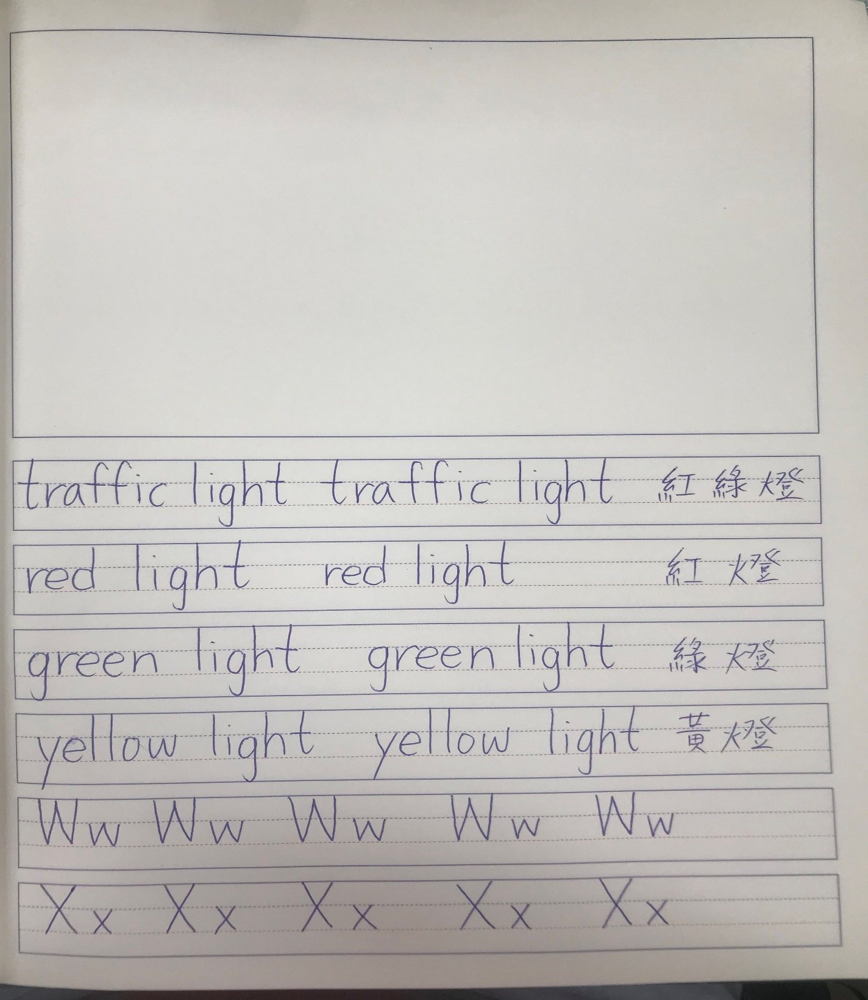 traffic light traffic light 紅綠燈
red light red light 紅燈
green light green light 綠燈
yellow light yellow light 黃燈
Ww Ww Ww Ww Ww
Xx Xx Xx Xx Xx